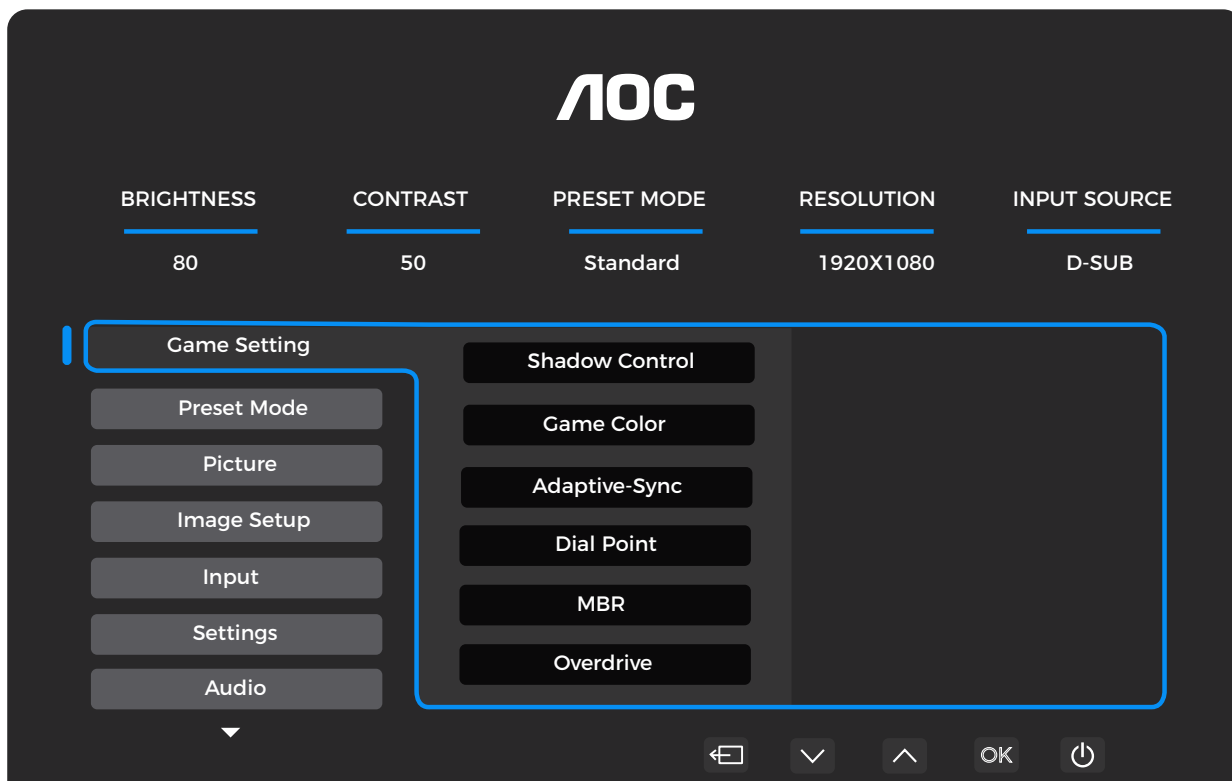 AOC
BRIGHTNESS CONTRAST PRESET MODE RESOLUTION INPUT SOURCE
80 50 Standard 1920X1080 D-SUB
Game Setting
Preset Mode
Picture
Image Setup
Input
Settings
Audio
Shadow Control
Game Color
Adaptive-Sync
Dial Point
MBR
Overdrive
OK